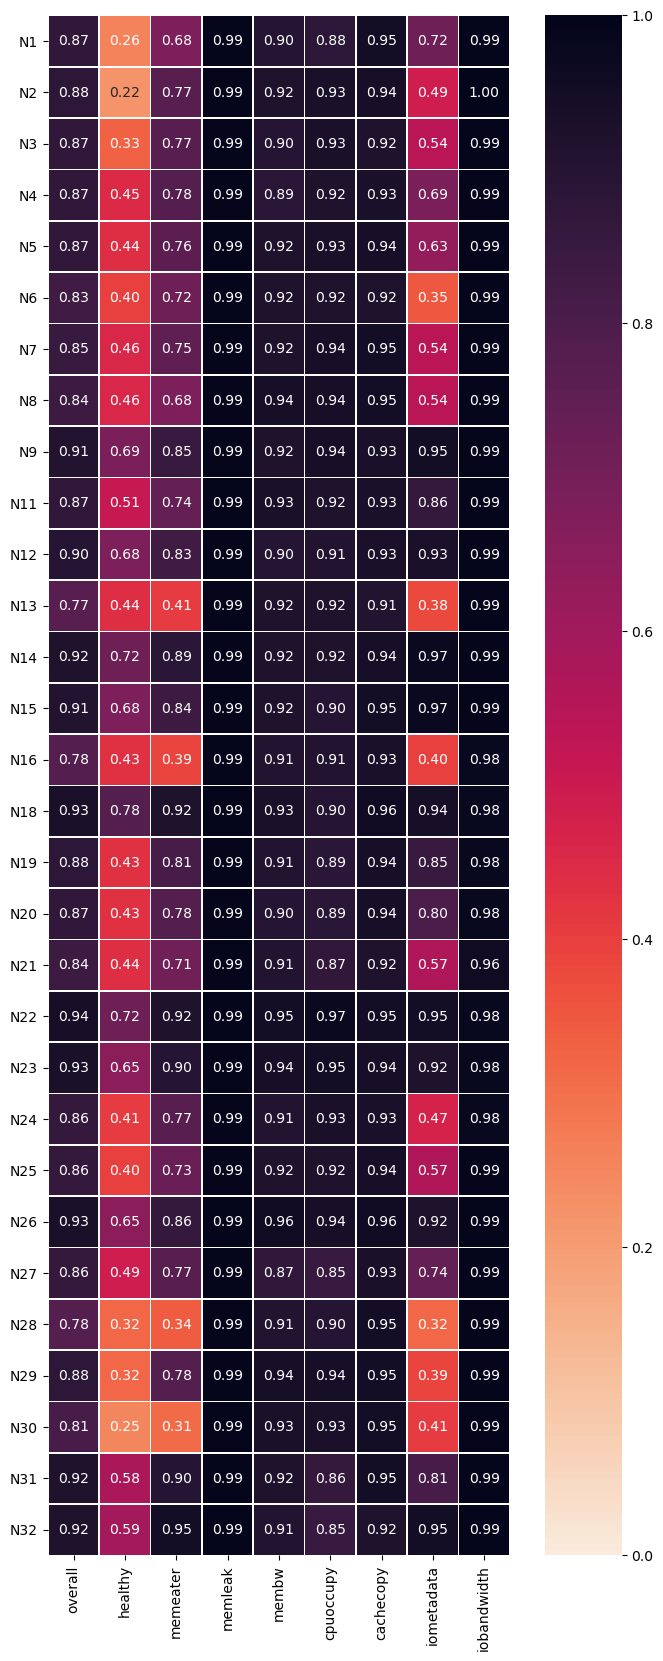 N1 0.87 0.26 0.68 0.99 0.90 0.88 0.95 0.72 0.99
N2 0.88 0.22 0.77 0.99 0.92 0.93 0.94 0.49 1.00
N3 0.87 0.33 0.77 0.99 0.90 0.93 0.92 0.54 0.99
N4 0.87 0.45 0.78 0.99 0.89 0.92 0.93 0.69 0.99
N5 0.87 0.44 0.76 0.99 0.92 0.93 0.94 0.63 0.99
N6 0.83 0.40 0.72 0.99 0.92 0.92 0.92 0.35 0.99
N7 0.85 0.46 0.75 0.99 0.92 0.94 0.95 0.54 0.99
N8 0.84 0.46 0.68 0.99 0.94 0.94 0.95 0.54 0.99
N9 0.91 0.69 0.85 0.99 0.92 0.94 0.93 0.95 0.99
N11 0.87 0.51 0.74 0.99 0.93 0.92 0.92 0.86 0.99
N12 0.90 0.68 0.83 0.99 0.90 0.91 0.93 0.93 0.99
N13 0.77 0.44 0.41 0.99 0.92 0.92 0.91 0.38 0.99
N14 0.92 0.72 0.89 0.99 0.92 0.92 0.94 0.97 0.99
N15 0.91 0.68 0.84 0.99 0.92 0.90 0.95 0.97 0.99
N16 0.78 0.43 0.39 0.99 0.91 0.91 0.93 0.40 0.98
N18 0.93 0.78 0.92 0.99 0.93 0.90 0.96 0.94 0.98
N19 0.88 0.43 0.81 0.99 0.91 0.89 0.94 0.85 0.98
N20 0.87 0.43 0.78 0.99 0.90 0.89 0.94 0.80 0.98
N21 0.84 0.44 0.71 0.99 0.91 0.87 0.92 0.57 0.96
N22 0.94 0.72 0.92 0.99 0.95 0.97 0.95 0.95 0.98
N23 0.93 0.65 0.90 0.99 0.94 0.95 0.94 0.92 0.98
N24 0.86 0.41 0.77 0.99 0.91 0.93 0.93 0.47 0.98
N25 0.86 0.40 0.73 0.99 0.92 0.92 0.94 0.57 0.99
N26 0.93 0.65 0.86 0.99 0.96 0.94 0.96 0.92 0.99
N27 0.86 0.49 0.77 0.99 0.87 0.85 0.93 0.74 0.99
N28 0.78 0.32 0.34 0.99 0.91 0.90 0.95 0.32 0.99
N29 0.88 0.32 0.78 0.99 0.94 0.94 0.95 0.39 0.99
N30 0.81 0.25 0.31 0.99 0.93 0.93 0.95 0.41 0.99
N31 0.92 0.58 0.90 0.99 0.92 0.86 0.95 0.81 0.99
N32 0.92 0.59 0.95 0.99 0.91 0.85 0.92 0.95 0.99
overall healthy memeater memleak membw cpuoccupy cachecopy iometadata iobandwidth
1.0
0.8
0.6
0.4
0.2
0.0